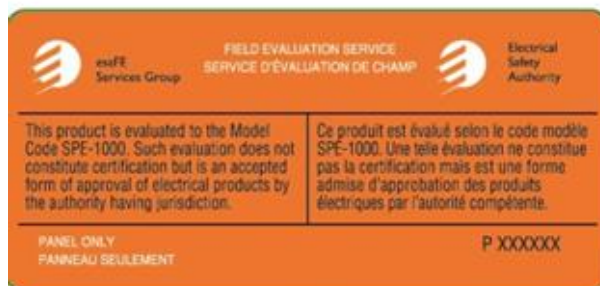 esaFE
Services Group
FIELD EVALUATION SERVICE
SERVICE D'ÉVALUATION DE CHAMP
Electrical
Safety
Authority
This product is evaluated to the Model
Code SPE-1000. Such evaluation does not
constitute certification but is an accepted
form of approval of electrical products by
the authority having jurisdiction.
Ce produit est évalué selon le code modèle
SPE-1000. Une telle évaluation ne constitue
pas la certification mais est une forme
admise d'approbation des produits
électriques par l'autorité compétente.
PANEL ONLY
PANNEAU SEULEMENT
P XXXXXX